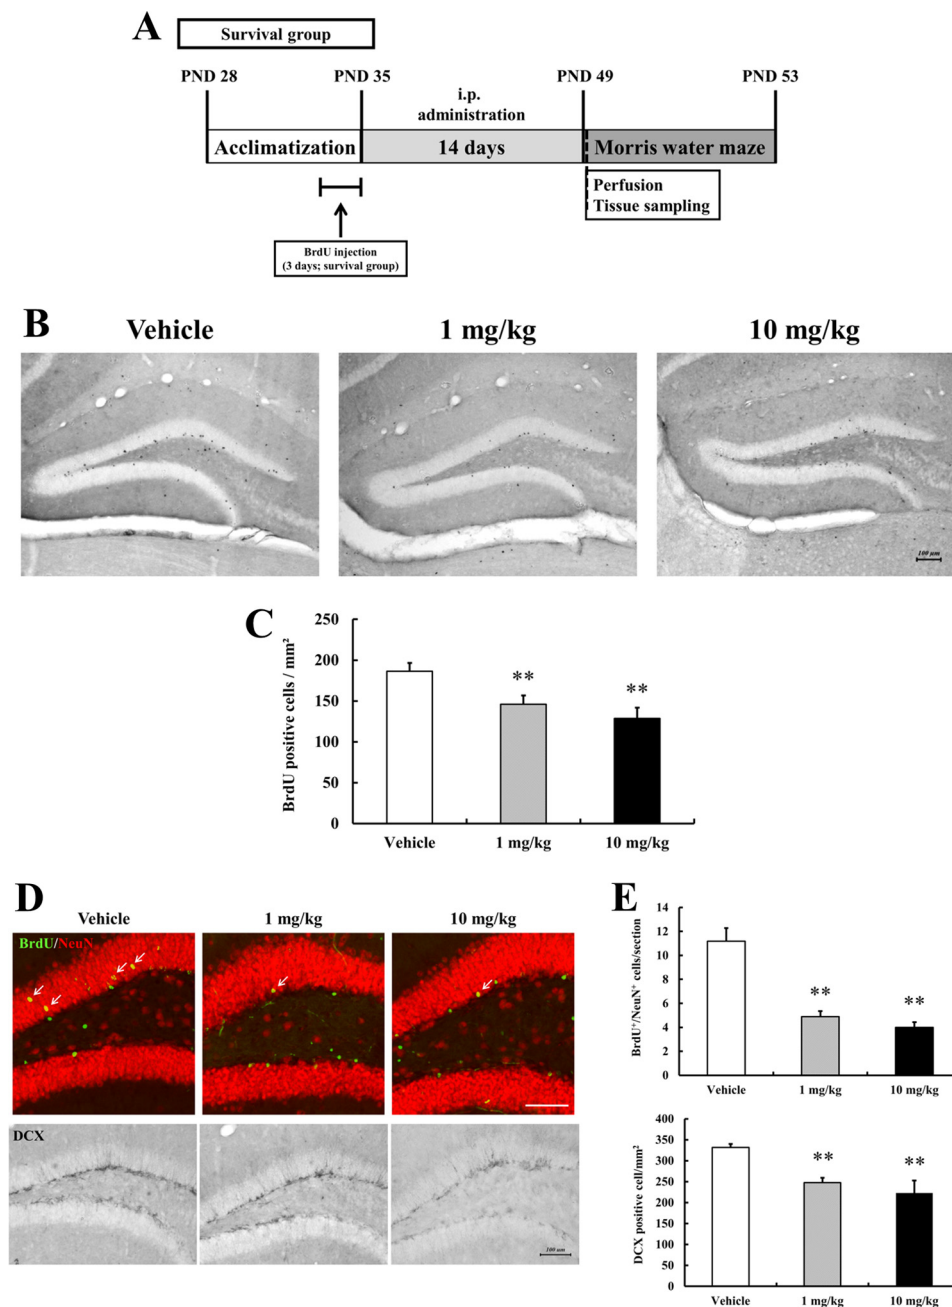 A
Survival group
PND 28
PND 35
PND 49
PND 53
i.p.
administration
Acclimatization
14 days
Morris water maze
Perfusion
Tissue sampling
BrdU injection
(3 days; survival group)
B
Vehicle
1 mg/kg
10 mg/kg
100 μm
C
BrdU positive cells / mm²
250
200
150
100
50
0
**
**
Vehicle
1 mg/kg
10 mg/kg
D
Vehicle
1 mg/kg
10 mg/kg
BrdU/NeuN
DCX
100 μm
E
BrdU⁺/NeuN⁺ cells/section
14
12
10
8
6
4
2
0
**
**
Vehicle
1 mg/kg
10 mg/kg
DCX positive cell/mm²
400
350
300
250
200
150
100
50
0
**
**
Vehicle
1 mg/kg
10 mg/kg